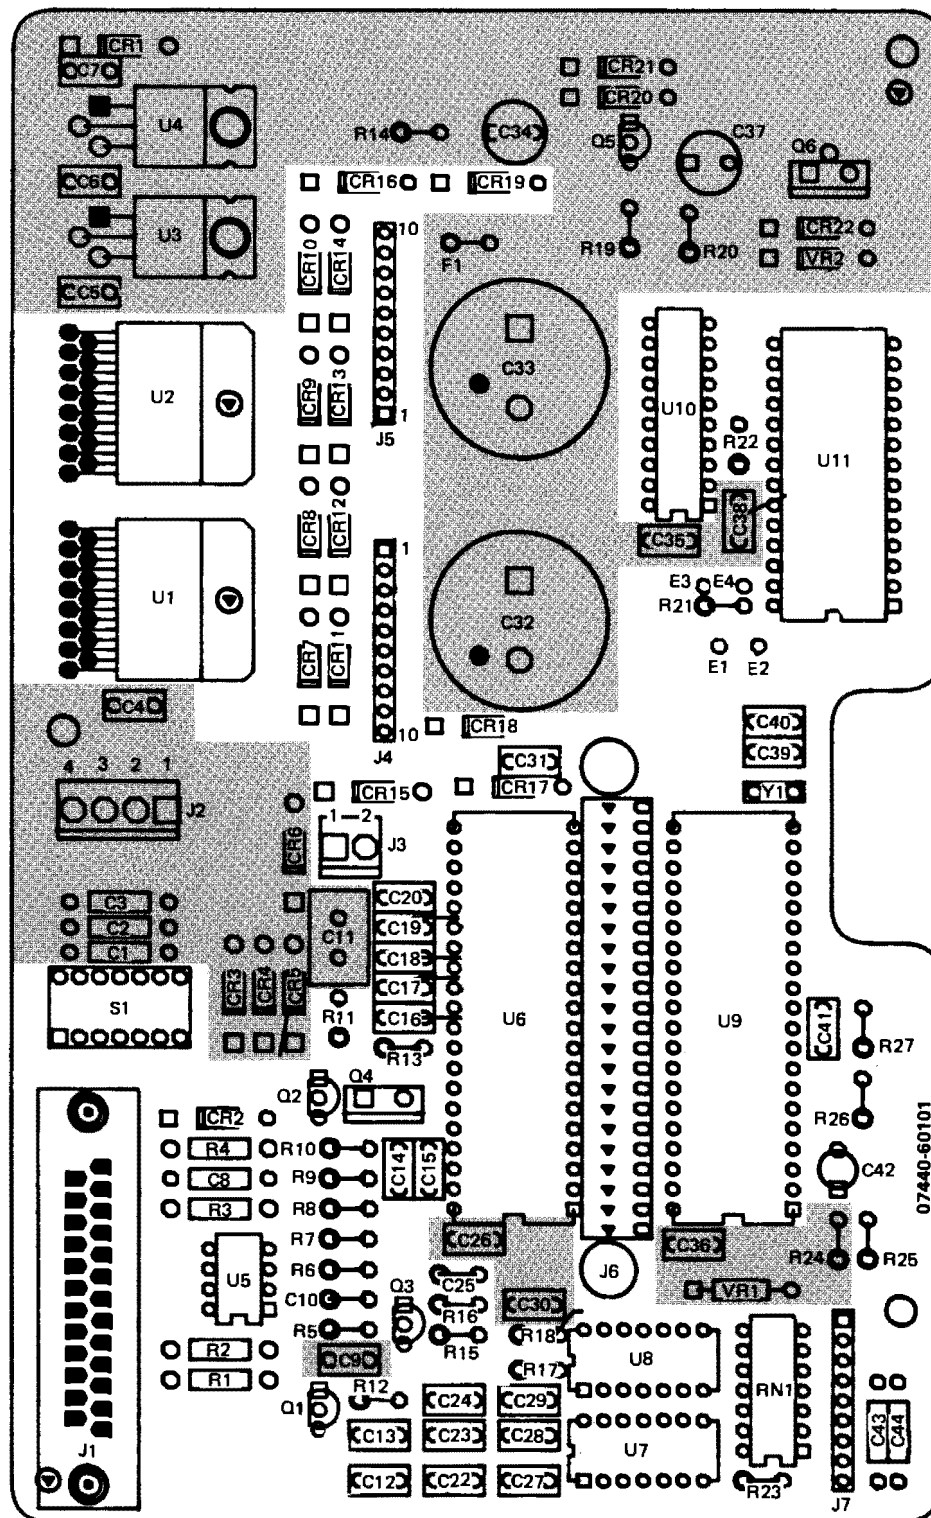 CR1
C7
CR21
CR20
U4
R14
C34
Q5
C37
Q6
C6
CR16
CR19
U3
CR10
CR14
10
F1
R19
R20
CR22
VR2
C5
U2
CR9
CR13
1
J5
C33
U10
R22
U11
CR8
CR12
C35
C38
1
U1
E3
E4
R21
C32
E1
E2
CR7
CR11
C4
10
J4
CR18
C40
C39
4 3 2 1
C31
CR15
CR17
Y1
J2
1 2
J3
CR6
C3
C2
C1
C20
C19
C11
C18
C17
C16
CR3
CR4
CR5
S1
R11
R13
U6
U9
C41
R27
Q2
Q4
R26
CR2
R4
C8
R3
R10
R9
R8
R7
R6
C10
R5
C14
C15
C42
07440-60101
C26
C36
R24
R25
J6
U5
C25
R16
R15
Q3
C30
VR1
R18
R17
R2
R1
C9
U8
RN1
Q1
R12
C24
C29
C13
C23
C28
U7
C43
C44
J1
C12
C22
C27
R23
J7